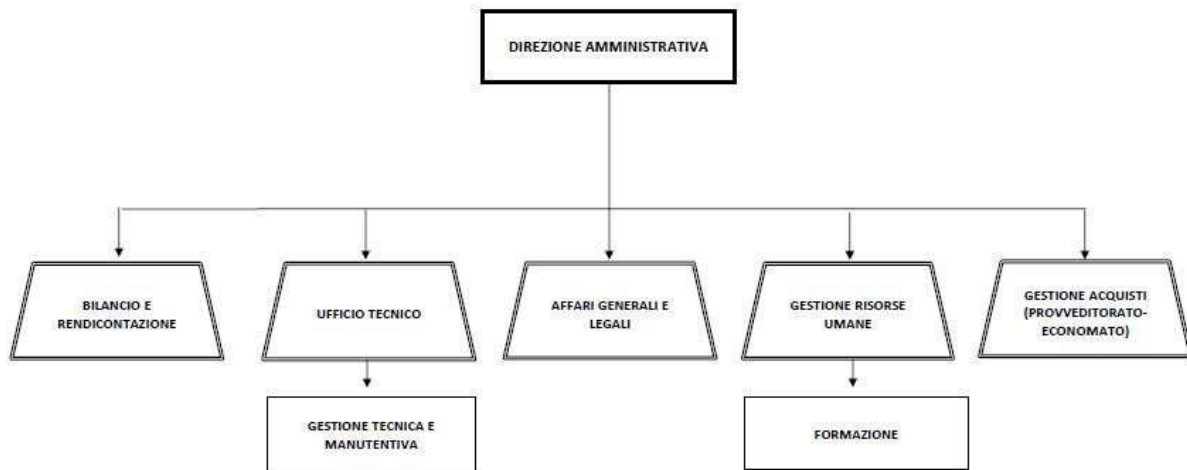 DIREZIONE AMMINISTRATIVA
BILANCIO E
RENDICONTAZIONE
UFFICIO TECNICO
AFFARI GENERALI E
LEGALI
GESTIONE RISORSE
UMANE
GESTIONE ACQUISTI
(PROVVEDITORATO-
ECONOMATO)
GESTIONE TECNICA E
MANUTENTIVA
FORMAZIONE